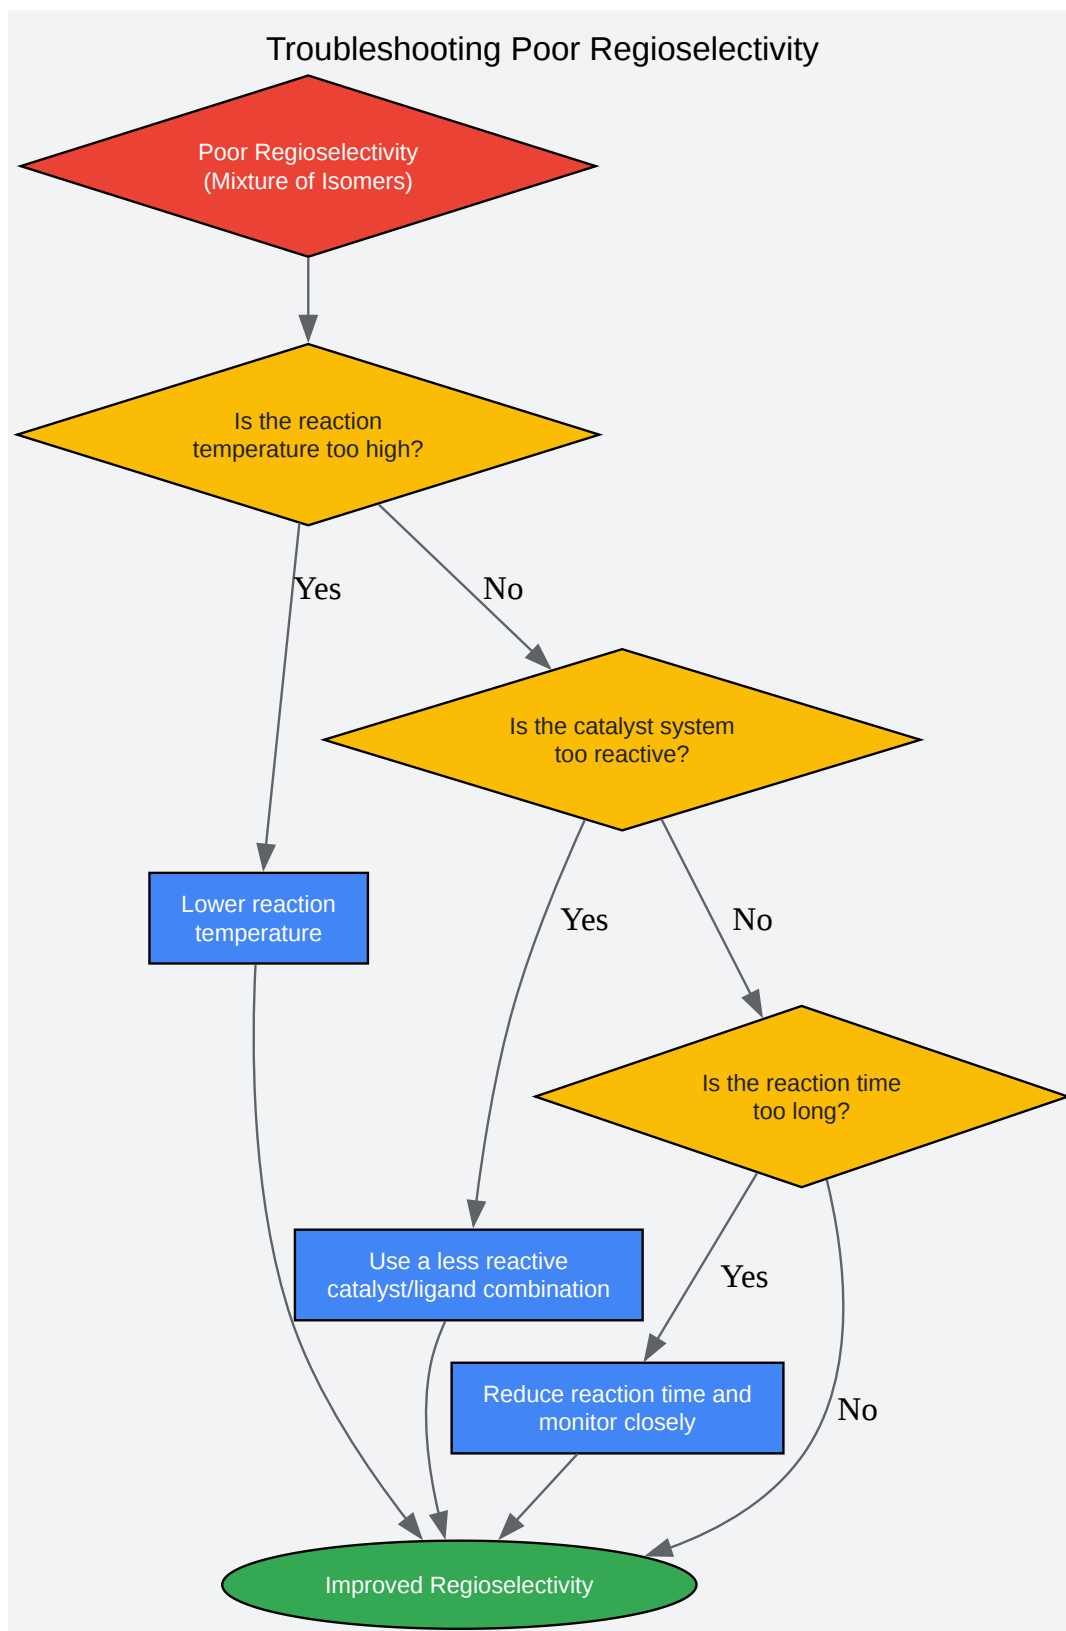 Troubleshooting Poor Regioselectivity
Poor Regioselectivity
(Mixture of Isomers)
Is the reaction
temperature too high?
Yes
No
Is the catalyst system
too reactive?
Lower reaction
temperature
Yes
No
Is the reaction time
too long?
Use a less reactive
catalyst/ligand combination
Yes
Reduce reaction time and
monitor closely
No
Improved Regioselectivity